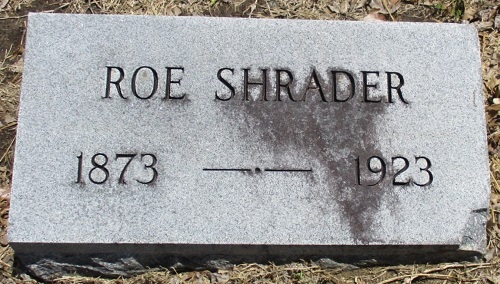 ROE SHRADER
1873 —·— 1923